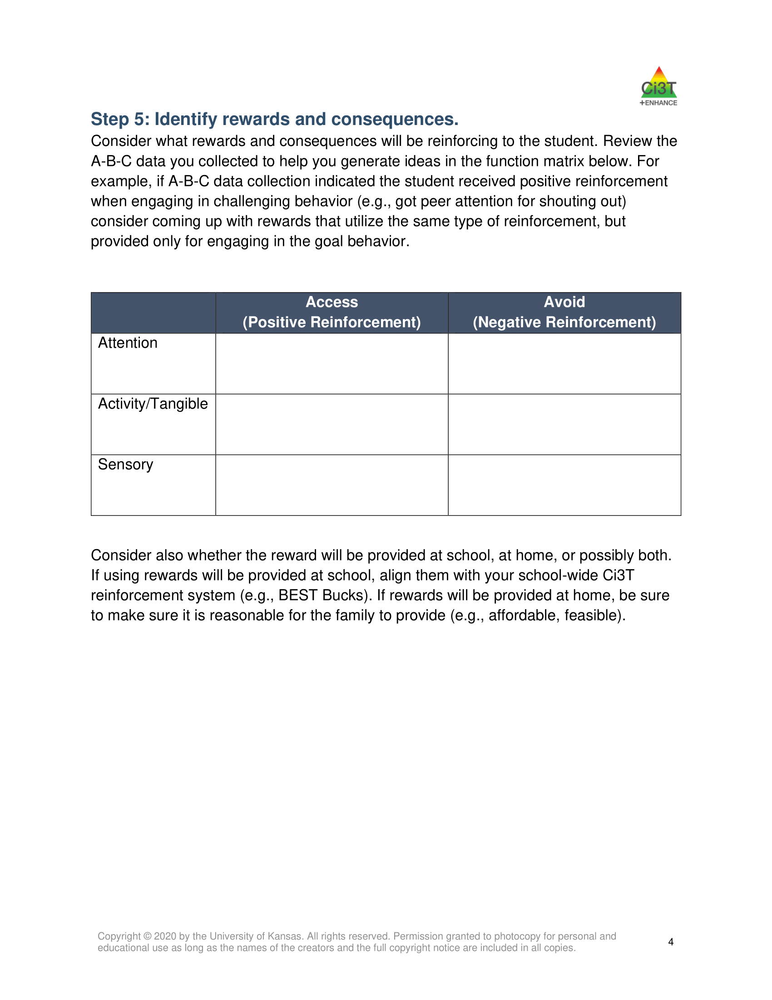 Ci3T
+ENHANCE
Step 5: Identify rewards and consequences.
Consider what rewards and consequences will be reinforcing to the student. Review the
A-B-C data you collected to help you generate ideas in the function matrix below. For
example, if A-B-C data collection indicated the student received positive reinforcement
when engaging in challenging behavior (e.g., got peer attention for shouting out)
consider coming up with rewards that utilize the same type of reinforcement, but
provided only for engaging in the goal behavior.
Access
(Positive Reinforcement)
Avoid
(Negative Reinforcement)
Attention
Activity/Tangible
Sensory
Consider also whether the reward will be provided at school, at home, or possibly both.
If using rewards will be provided at school, align them with your school-wide Ci3T
reinforcement system (e.g., BEST Bucks). If rewards will be provided at home, be sure
to make sure it is reasonable for the family to provide (e.g., affordable, feasible).
Copyright © 2020 by the University of Kansas. All rights reserved. Permission granted to photocopy for personal and
educational use as long as the names of the creators and the full copyright notice are included in all copies.
4